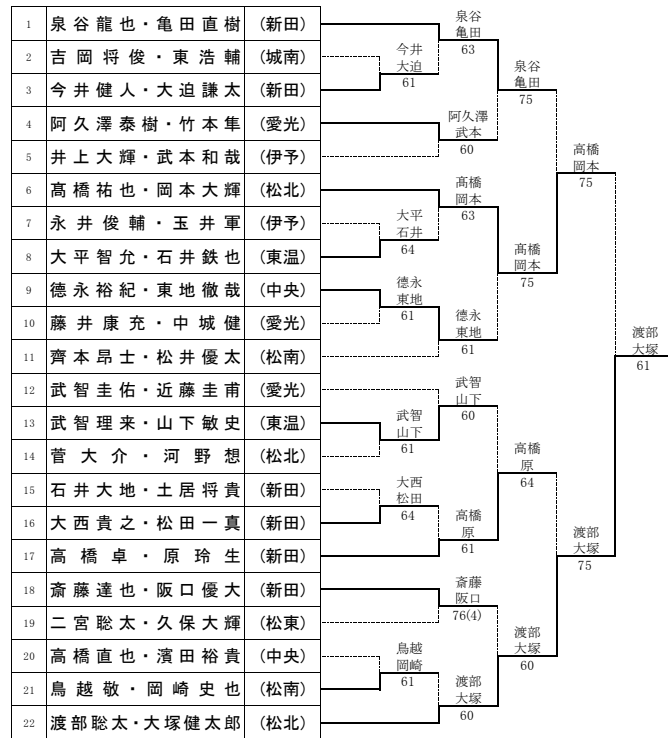 1 泉谷龍也・亀田直樹 (新田)
2 吉岡将俊・東浩輔 (城南)
3 今井健人・大迫謙太 (新田)
4 阿久澤泰樹・竹本隼 (愛光)
5 井上大輝・武本和哉 (伊予)
6 髙橋祐也・岡本大輝 (松北)
7 永井俊輔・玉井軍 (伊予)
8 大平智允・石井鉄也 (東温)
9 德永裕紀・東地徹哉 (中央)
10 藤井康充・中城健 (愛光)
11 齊本昂士・松井優太 (松南)
12 武智圭佑・近藤圭甫 (愛光)
13 武智理来・山下敏史 (東温)
14 菅大介・河野想 (松北)
15 石井大地・土居将貴 (新田)
16 大西貴之・松田一真 (新田)
17 高橋卓・原玲生 (新田)
18 斎藤達也・阪口優大 (新田)
19 二宮聡太・久保大輝 (松東)
20 高橋直也・濱田裕貴 (中央)
21 鳥越敬・岡崎史也 (松南)
22 渡部聡太・大塚健太郎 (松北)
今井
大迫
61
大平
石井
64
德永
東地
61
武智
山下
61
大西
松田
64
鳥越
岡崎
61
泉谷
亀田
63
阿久澤
武本
60
髙橋
岡本
63
德永
東地
61
武智
山下
60
高橋
原
61
斎藤
阪口
76(4)
渡部
大塚
60
泉谷
亀田
75
髙橋
岡本
75
高橋
原
64
渡部
大塚
60
高橋
岡本
75
渡部
大塚
75
渡部
大塚
61